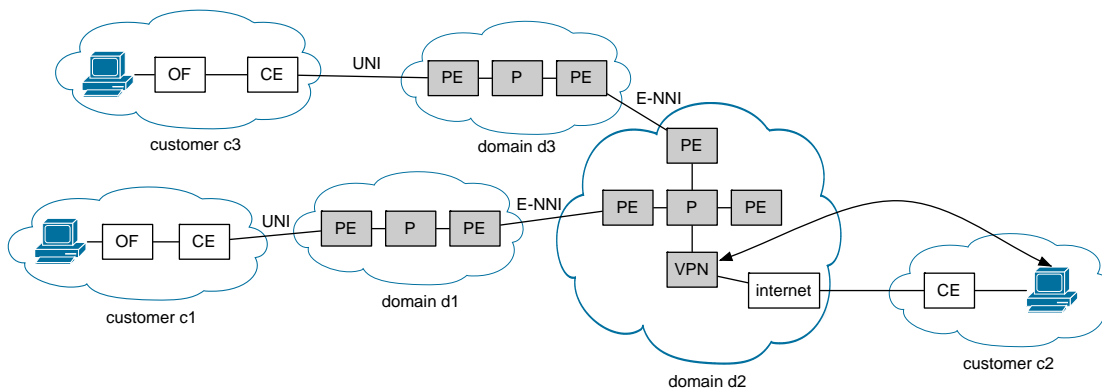 OF
CE
UNI
PE
P
PE
E-NNI
customer c3
domain d3
PE
OF
CE
UNI
PE
P
PE
E-NNI
PE
P
PE
VPN
internet
CE
customer c1
domain d1
domain d2
customer c2